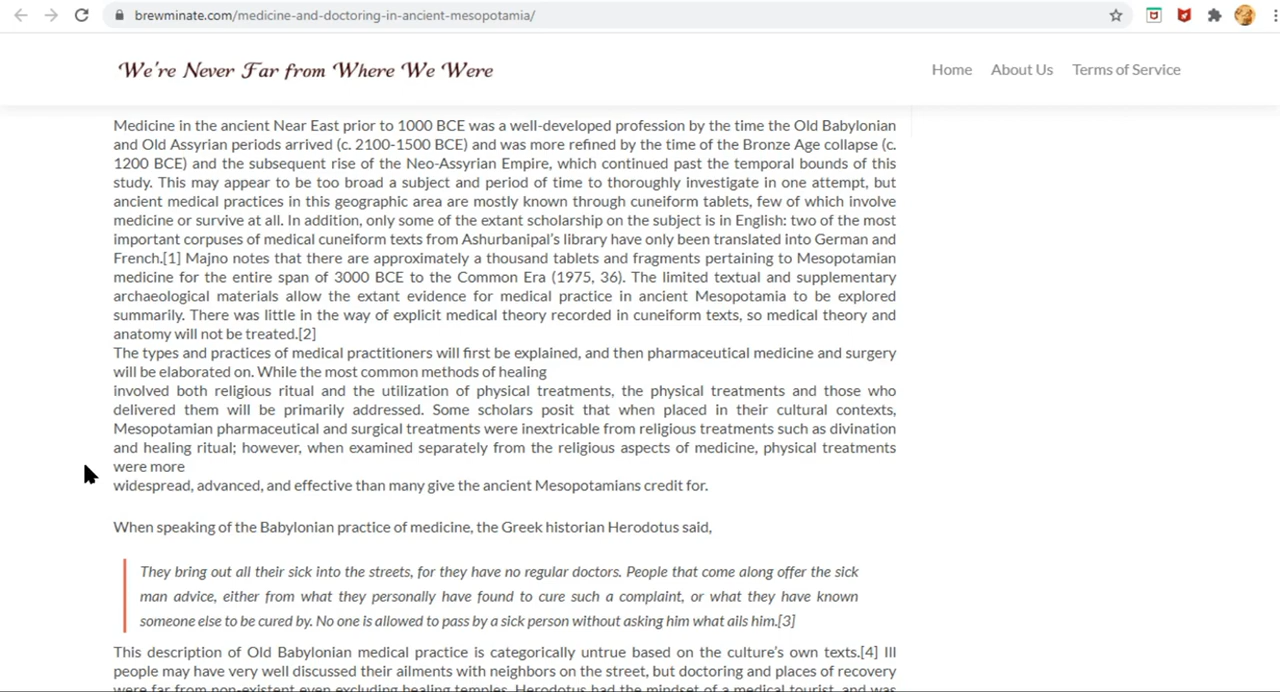 brewminate.com/medicine-and-doctoring-in-ancient-mesopotamia/
We're Never Far from Where We Were
Home About Us Terms of Service
Medicine in the ancient Near East prior to 1000 BCE was a well-developed profession by the time the Old Babylonian
and Old Assyrian periods arrived (c. 2100-1500 BCE) and was more refined by the time of the Bronze Age collapse (c.
1200 BCE) and the subsequent rise of the Neo-Assyrian Empire, which continued past the temporal bounds of this
study. This may appear to be too broad a subject and period of time to thoroughly investigate in one attempt, but
ancient medical practices in this geographic area are mostly known through cuneiform tablets, few of which involve
medicine or survive at all. In addition, only some of the extant scholarship on the subject is in English: two of the most
important corpuses of medical cuneiform texts from Ashurbanipal's library have only been translated into German and
French.[1] Majno notes that there are approximately a thousand tablets and fragments pertaining to Mesopotamian
medicine for the entire span of 3000 BCE to the Common Era (1975, 36). The limited textual and supplementary
archaeological materials allow the extant evidence for medical practice in ancient Mesopotamia to be explored
summarily. There was little in the way of explicit medical theory recorded in cuneiform texts, so medical theory and
anatomy will not be treated.[2]
The types and practices of medical practitioners will first be explained, and then pharmaceutical medicine and surgery
will be elaborated on. While the most common methods of healing
involved both religious ritual and the utilization of physical treatments, the physical treatments and those who
delivered them will be primarily addressed. Some scholars posit that when placed in their cultural contexts,
Mesopotamian pharmaceutical and surgical treatments were inextricable from religious treatments such as divination
and healing ritual; however, when examined separately from the religious aspects of medicine, physical treatments
were more
widespread, advanced, and effective than many give the ancient Mesopotamians credit for.
When speaking of the Babylonian practice of medicine, the Greek historian Herodotus said,
They bring out all their sick into the streets, for they have no regular doctors. People that come along offer the sick
man advice, either from what they personally have found to cure such a complaint, or what they have known
someone else to be cured by. No one is allowed to pass by a sick person without asking him what ails him.[3]
This description of Old Babylonian medical practice is categorically untrue based on the culture's own texts.[4] Ill
people may have very well discussed their ailments with neighbors on the street, but doctoring and places of recovery
were far from non-existent even excluding healing temples. Herodotus had the mindset of a medical tourist, and was